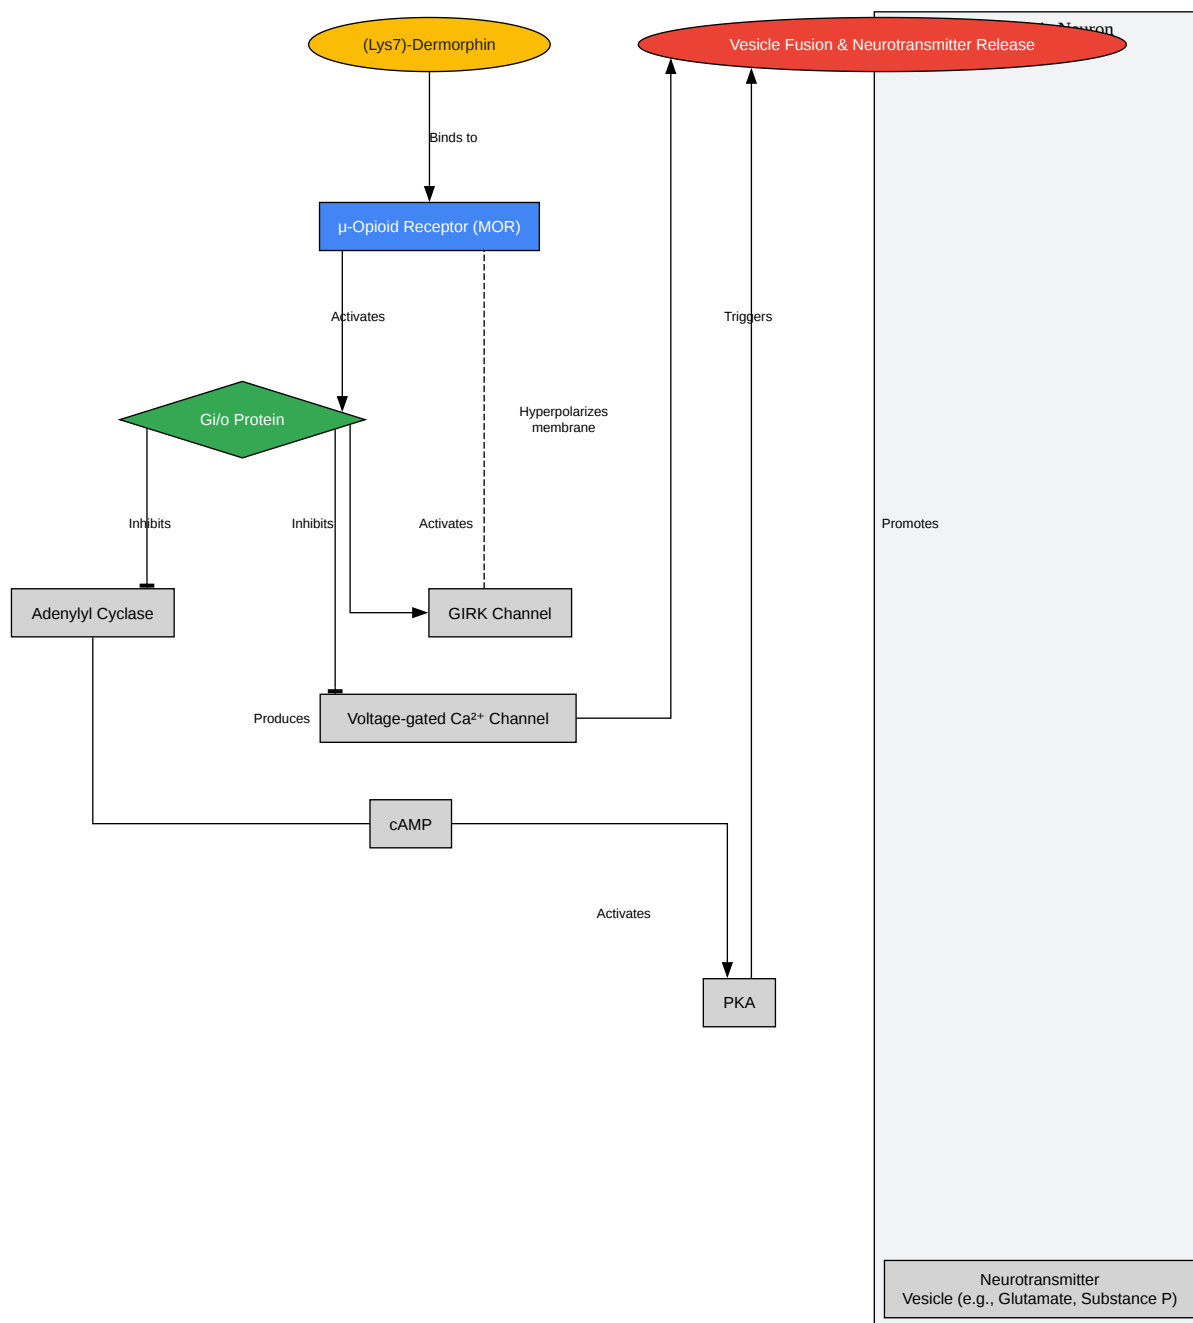 (Lys7)-Dermorphin
Vesicle Fusion & Neurotransmitter Release
Neuron
Binds to
μ-Opioid Receptor (MOR)
Activates
Triggers
Hyperpolarizes
membrane
Gi/o Protein
Inhibits
Inhibits
Activates
Promotes
Adenylyl Cyclase
GIRK Channel
Produces
Voltage-gated Ca²⁺ Channel
cAMP
Activates
PKA
Neurotransmitter
Vesicle (e.g., Glutamate, Substance P)